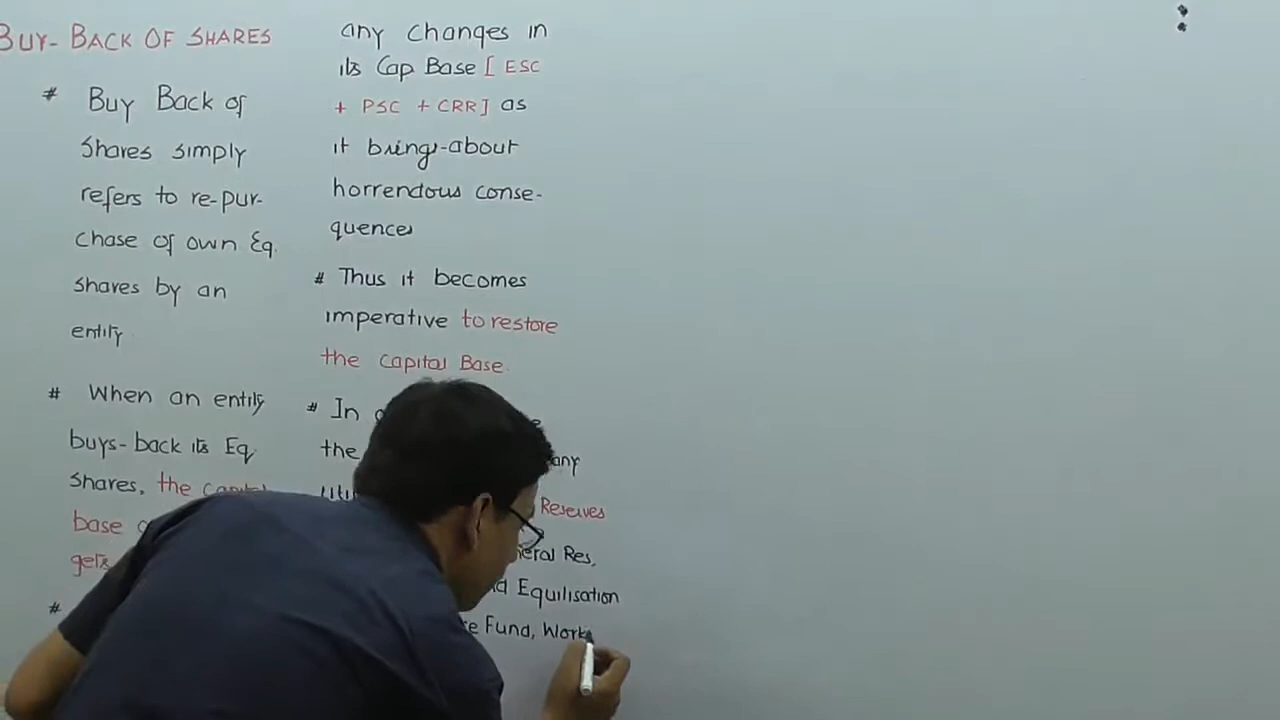 BUY- BACK OF SHARES
# Buy Back of
Shares simply
refers to re-pur-
chase of own Eq.
shares by an
entity
# When an entity
buys-back its Eq
Shares, the capital
base
gets
#
any changes in
its Cap Base [ ESC
+ PSC + CRR] as
it brings-about
horrendous conse-
quences
# Thus it becomes
imperative to restore
the Capital Base.
# In
the any
Reserves
Res,
Equilisation
Fund, Work